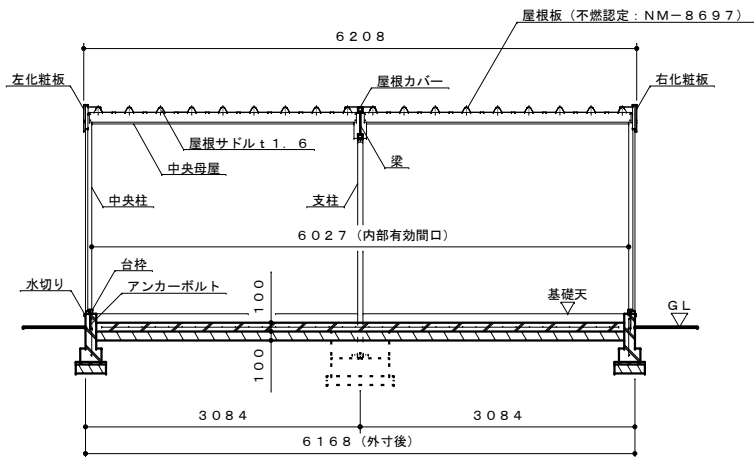 屋根板（不燃認定：ＮＭ－８６９７）
６２０８
左化粧板
屋根カバー
右化粧板
屋根サドルｔ１．６
中央母屋
梁
中央柱
支柱
６０２７（内部有効間口）
台枠
水切り
アンカーボルト
１００
基礎天
ＧＬ
１００
３０８４
３０８４
６１６８（外寸後）